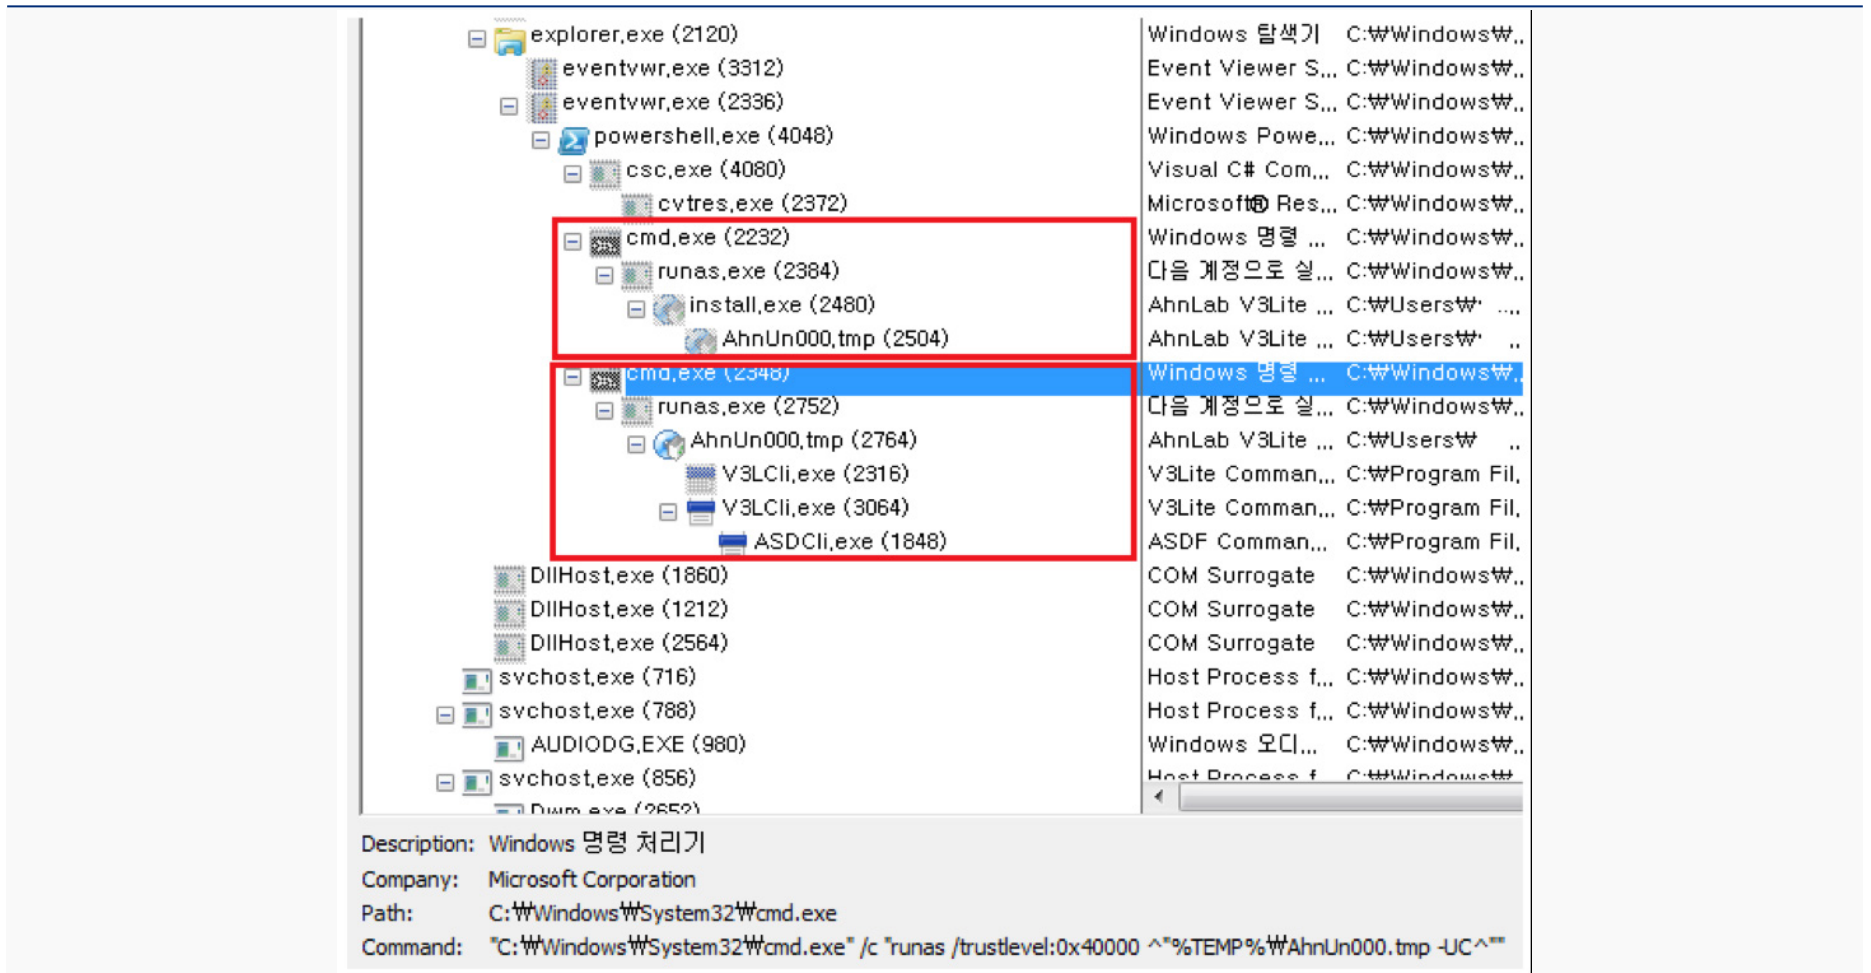 explorer.exe (2120) Windows 탐색기 C:₩Windows₩...
eventvwr.exe (3312) Event Viewer S... C:₩Windows₩...
eventvwr.exe (2336) Event Viewer S... C:₩Windows₩...
powershell.exe (4048) Windows Powe... C:₩Windows₩...
csc.exe (4080) Visual C# Com... C:₩Windows₩...
cvtres.exe (2372) Microsoft® Res... C:₩Windows₩...
cmd.exe (2232) Windows 명령 ... C:₩Windows₩...
runas.exe (2384) 다음 계정으로 실... C:₩Windows₩...
install.exe (2480) AhnLab V3Lite ... C:₩Users₩ ...
AhnUn000.tmp (2504) AhnLab V3Lite ... C:₩Users₩ ..
cmd.exe (2348) Windows 명령 ... C:₩Windows₩...
runas.exe (2752) 다음 계정으로 실... C:₩Windows₩...
AhnUn000.tmp (2764) AhnLab V3Lite ... C:₩Users₩ ..
V3LCli.exe (2316) V3Lite Comman... C:₩Program Fil.
V3LCli.exe (3064) V3Lite Comman... C:₩Program Fil.
ASDCli.exe (1848) ASDF Comman... C:₩Program Fil.
DllHost.exe (1860) COM Surrogate C:₩Windows₩...
DllHost.exe (1212) COM Surrogate C:₩Windows₩...
DllHost.exe (2564) COM Surrogate C:₩Windows₩...
svchost.exe (716) Host Process f... C:₩Windows₩...
svchost.exe (788) Host Process f... C:₩Windows₩...
AUDIODG.EXE (980) Windows 오디... C:₩Windows₩...
svchost.exe (856) Host Process f... C:₩Windows₩
Dwm.exe (2652)
Description: Windows 명령 처리기
Company: Microsoft Corporation
Path: C:₩Windows₩System32₩cmd.exe
Command: "C:₩Windows₩System32₩cmd.exe" /c "runas /trustlevel:0x40000 ^"%TEMP%₩AhnUn000.tmp -UC^""